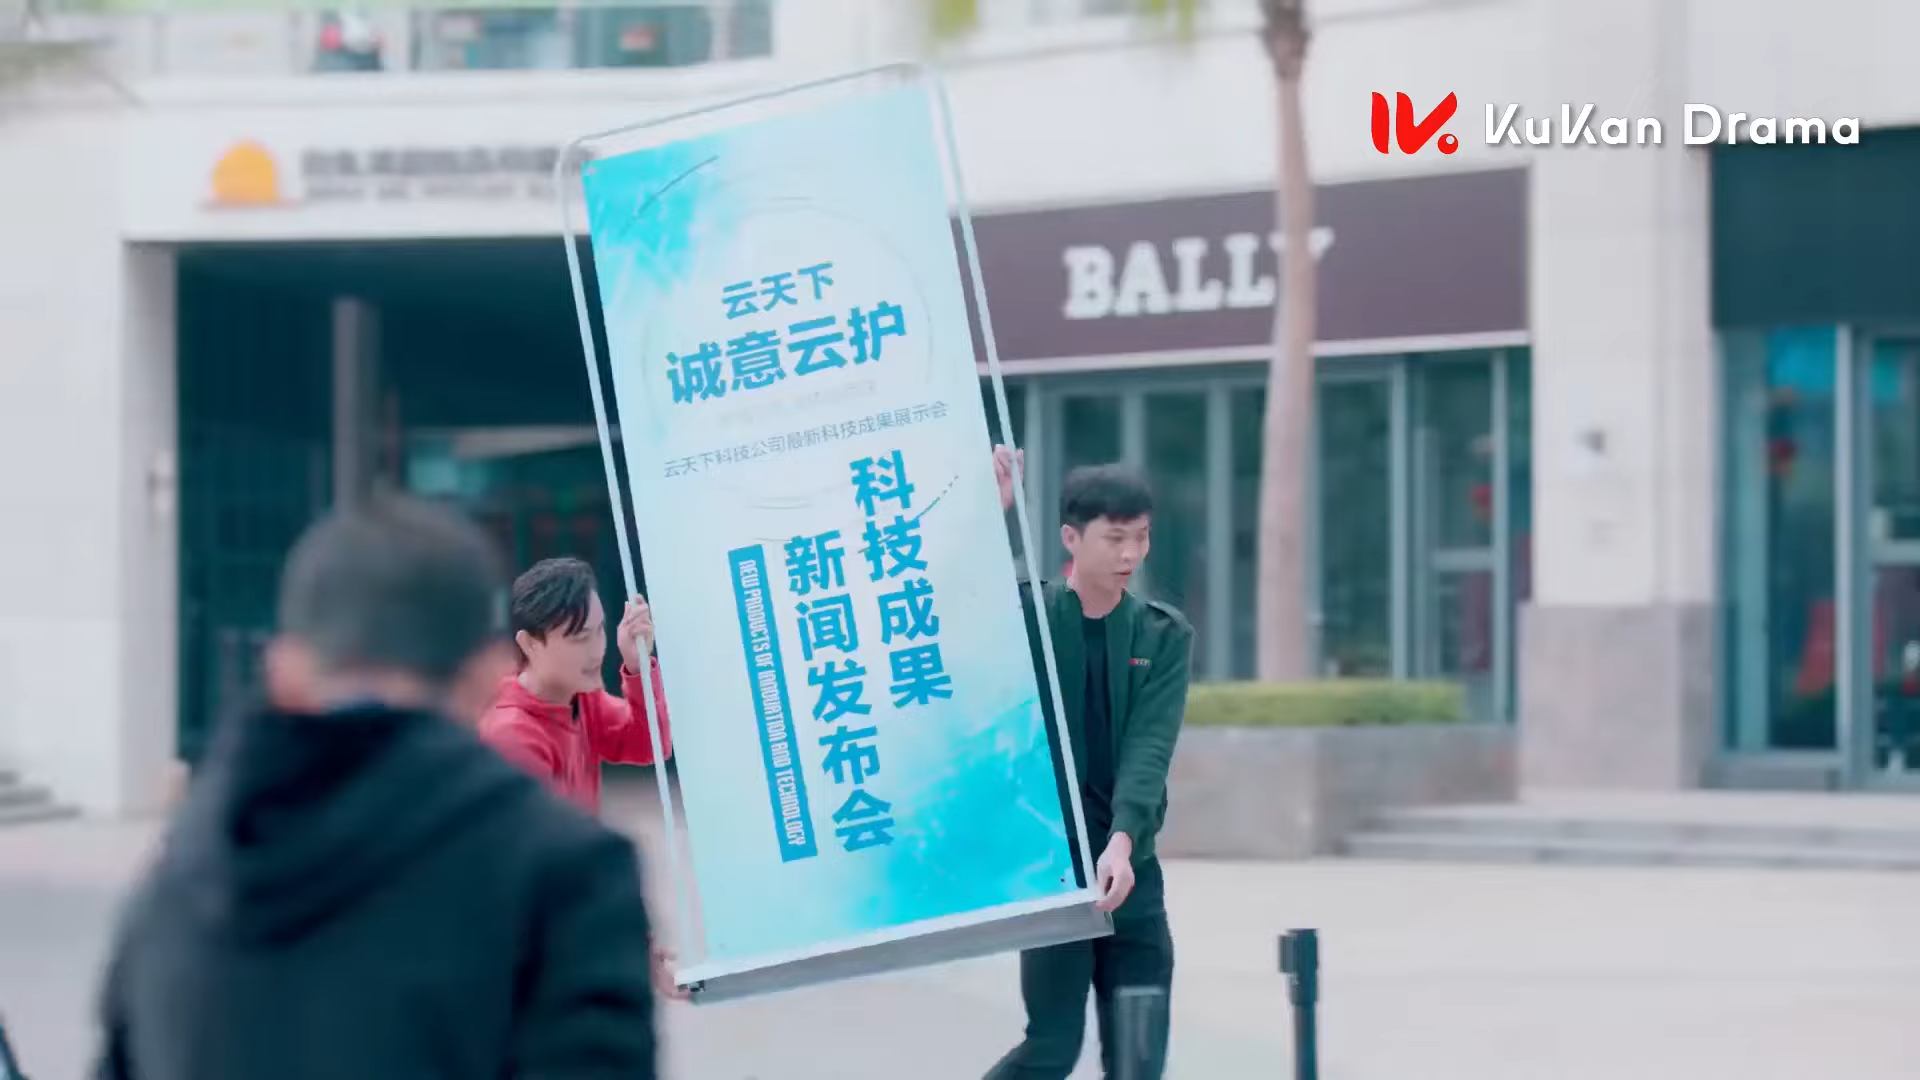 KuKan Drama
BALLY
云天下
诚意云护
云天下科技公司最新科技成果展示会
科技成果
新闻发布会
NEW PRODUCTS OF INNOVATION AND TECHNOLOGY